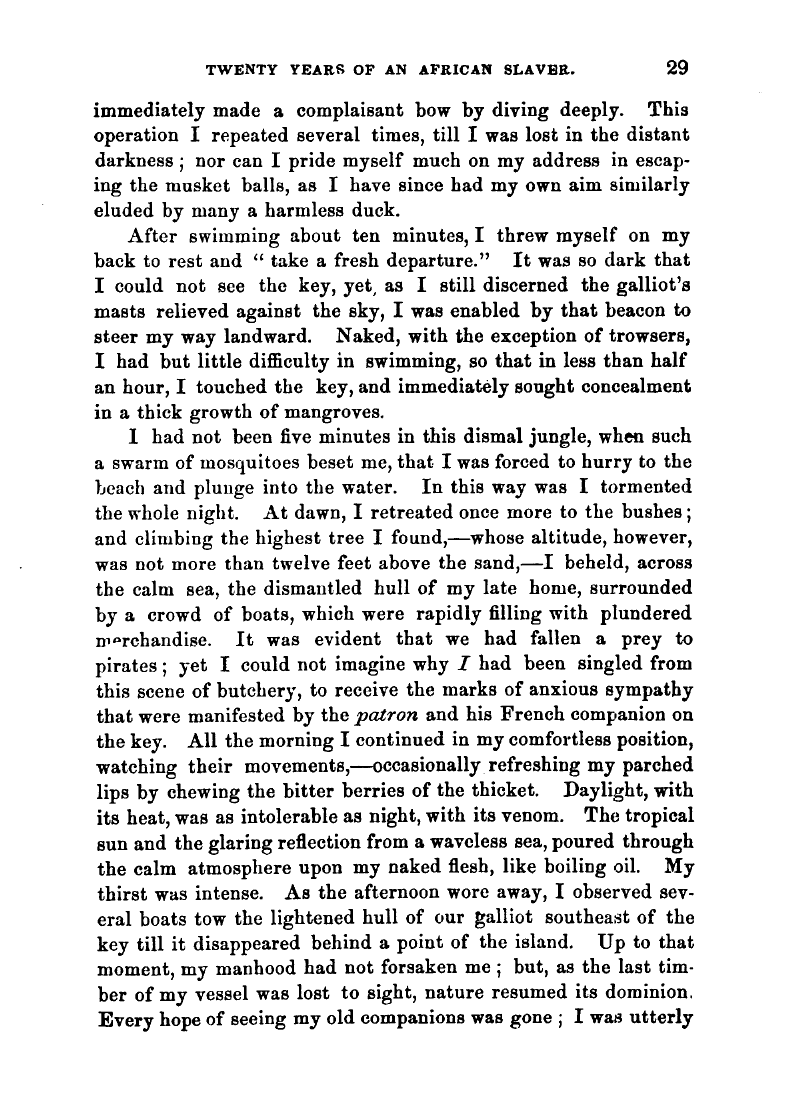 TWENTY YEARS OF AN AFRICAN SLAVER. 29
immediately made a complaisant bow by diving deeply. This
operation I repeated several times, till I was lost in the distant
darkness ; nor can I pride myself much on my address in escap-
ing the musket balls, as I have since had my own aim similarly
eluded by many a harmless duck.
After swimming about ten minutes, I threw myself on my
back to rest and “ take a fresh departure.” It was so dark that
I could not see the key, yet, as I still discerned the galliot’s
masts relieved against the sky, I was enabled by that beacon to
steer my way landward. Naked, with the exception of trowsers,
I had but little difficulty in swimming, so that in less than half
an hour, I touched the key, and immediately sought concealment
in a thick growth of mangroves.
I had not been five minutes in this dismal jungle, when such
a swarm of mosquitoes beset me, that I was forced to hurry to the
beach and plunge into the water. In this way was I tormented
the whole night. At dawn, I retreated once more to the bushes ;
and climbing the highest tree I found,—whose altitude, however,
was not more than twelve feet above the sand,—I beheld, across
the calm sea, the dismantled hull of my late home, surrounded
by a crowd of boats, which were rapidly filling with plundered
merchandise. It was evident that we had fallen a prey to
pirates ; yet I could not imagine why I had been singled from
this scene of butchery, to receive the marks of anxious sympathy
that were manifested by the patron and his French companion on
the key. All the morning I continued in my comfortless position,
watching their movements,—occasionally refreshing my parched
lips by chewing the bitter berries of the thicket. Daylight, with
its heat, was as intolerable as night, with its venom. The tropical
sun and the glaring reflection from a waveless sea, poured through
the calm atmosphere upon my naked flesh, like boiling oil. My
thirst was intense. As the afternoon wore away, I observed sev-
eral boats tow the lightened hull of our galliot southeast of the
key till it disappeared behind a point of the island. Up to that
moment, my manhood had not forsaken me ; but, as the last tim-
ber of my vessel was lost to sight, nature resumed its dominion.
Every hope of seeing my old companions was gone ; I was utterly